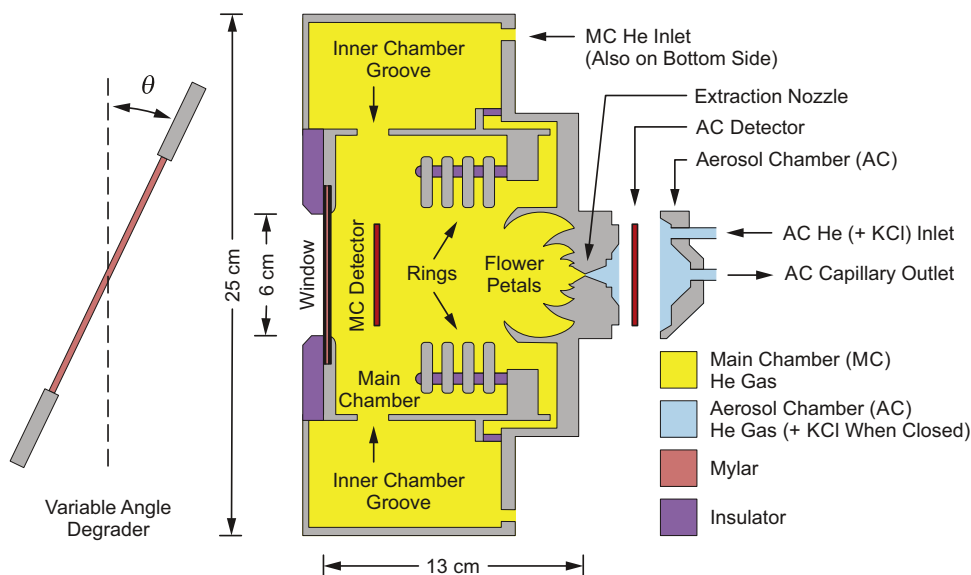 θ
Inner Chamber
Groove
MC He Inlet
(Also on Bottom Side)
Extraction Nozzle
AC Detector
Aerosol Chamber (AC)
25 cm
6 cm
Window
MC Detector
Rings
Flower
Petals
AC He (+ KCl) Inlet
AC Capillary Outlet
Main
Chamber
Main Chamber (MC)
He Gas
Aerosol Chamber (AC)
He Gas (+ KCl When Closed)
Mylar
Insulator
Inner Chamber
Groove
Variable Angle
Degrader
13 cm